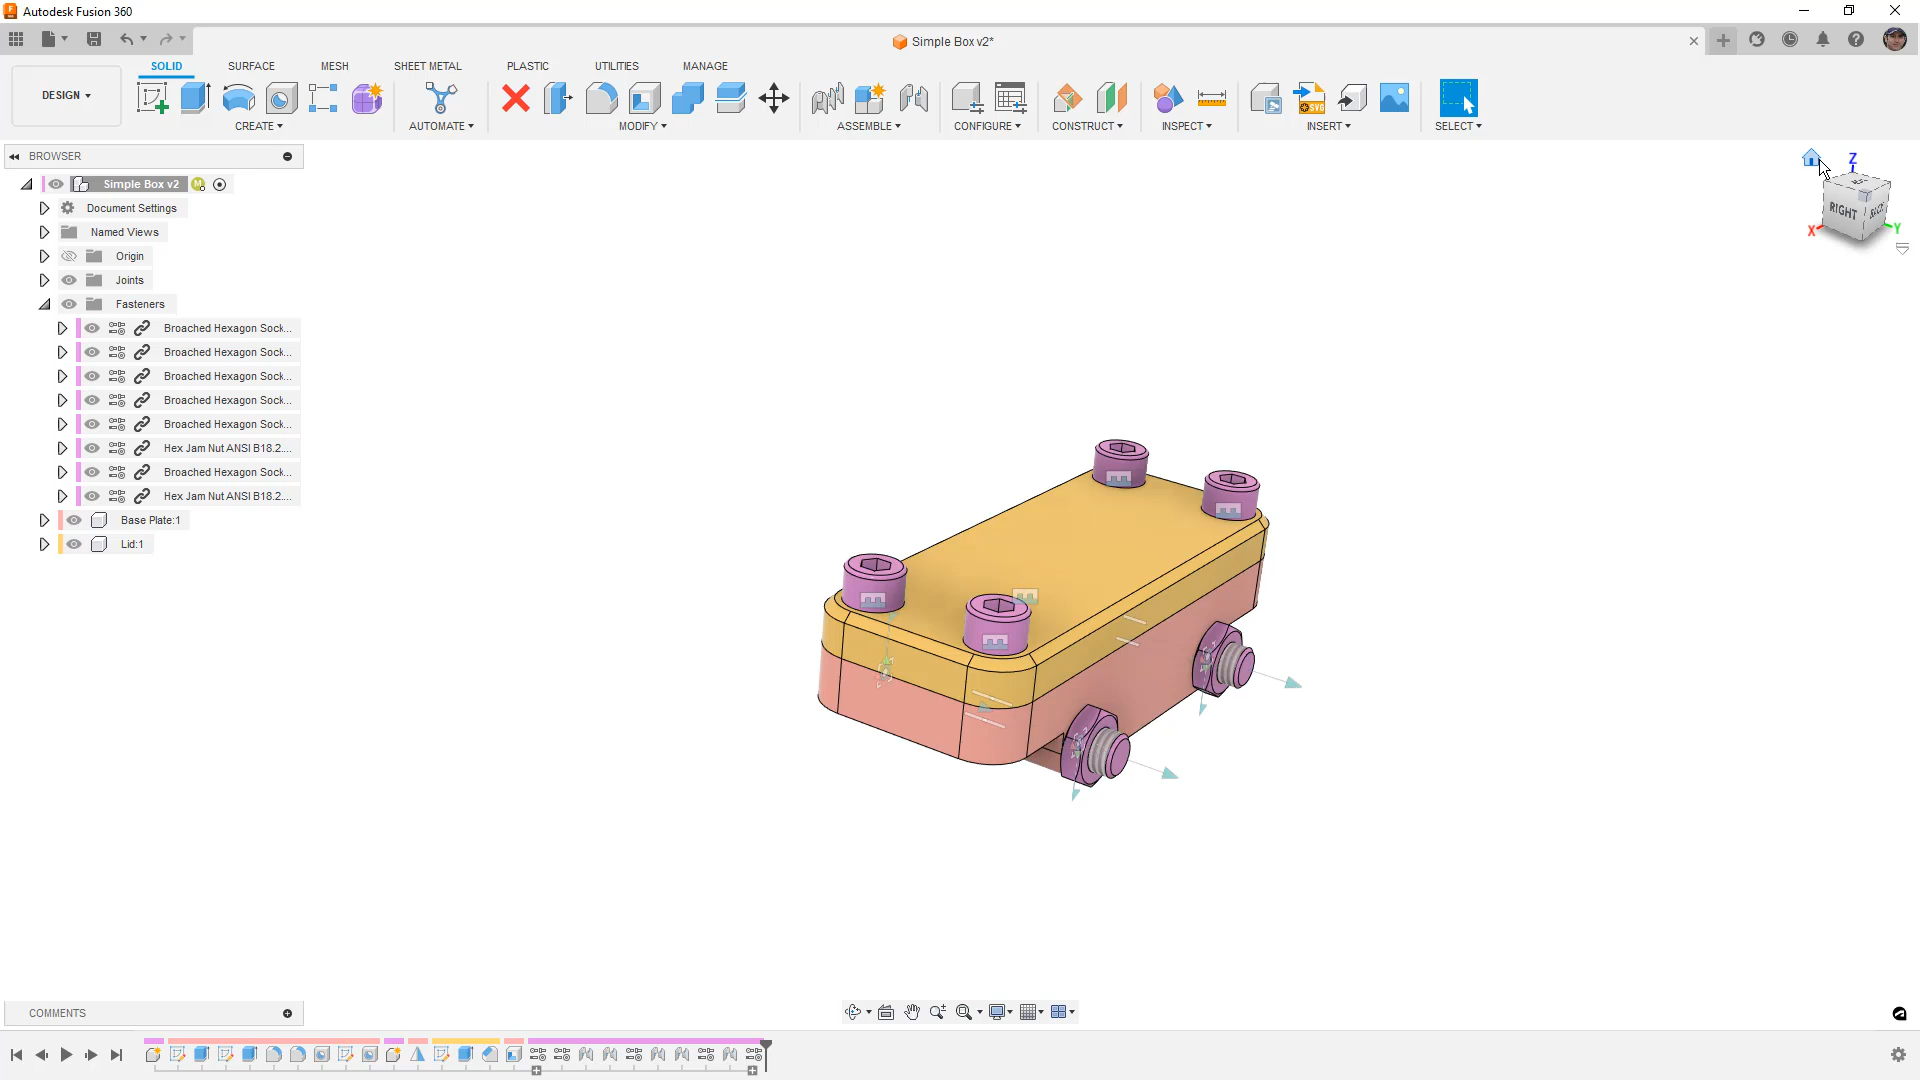 Autodesk Fusion 360
Simple Box v2*
DESIGN
SOLID
SURFACE
MESH
SHEET METAL
PLASTIC
UTILITIES
MANAGE
CREATE
AUTOMATE
MODIFY
ASSEMBLE
CONFIGURE
CONSTRUCT
INSPECT
INSERT
SELECT
SVG
BROWSER
Simple Box v2
Document Settings
Named Views
Origin
Joints
Fasteners
Broached Hexagon Sock...
Broached Hexagon Sock...
Broached Hexagon Sock...
Broached Hexagon Sock...
Broached Hexagon Sock...
Hex Jam Nut ANSI B18.2....
Broached Hexagon Sock...
Hex Jam Nut ANSI B18.2....
Base Plate:1
Lid:1
Z
RIGHT
BACK
X
Y
COMMENTS